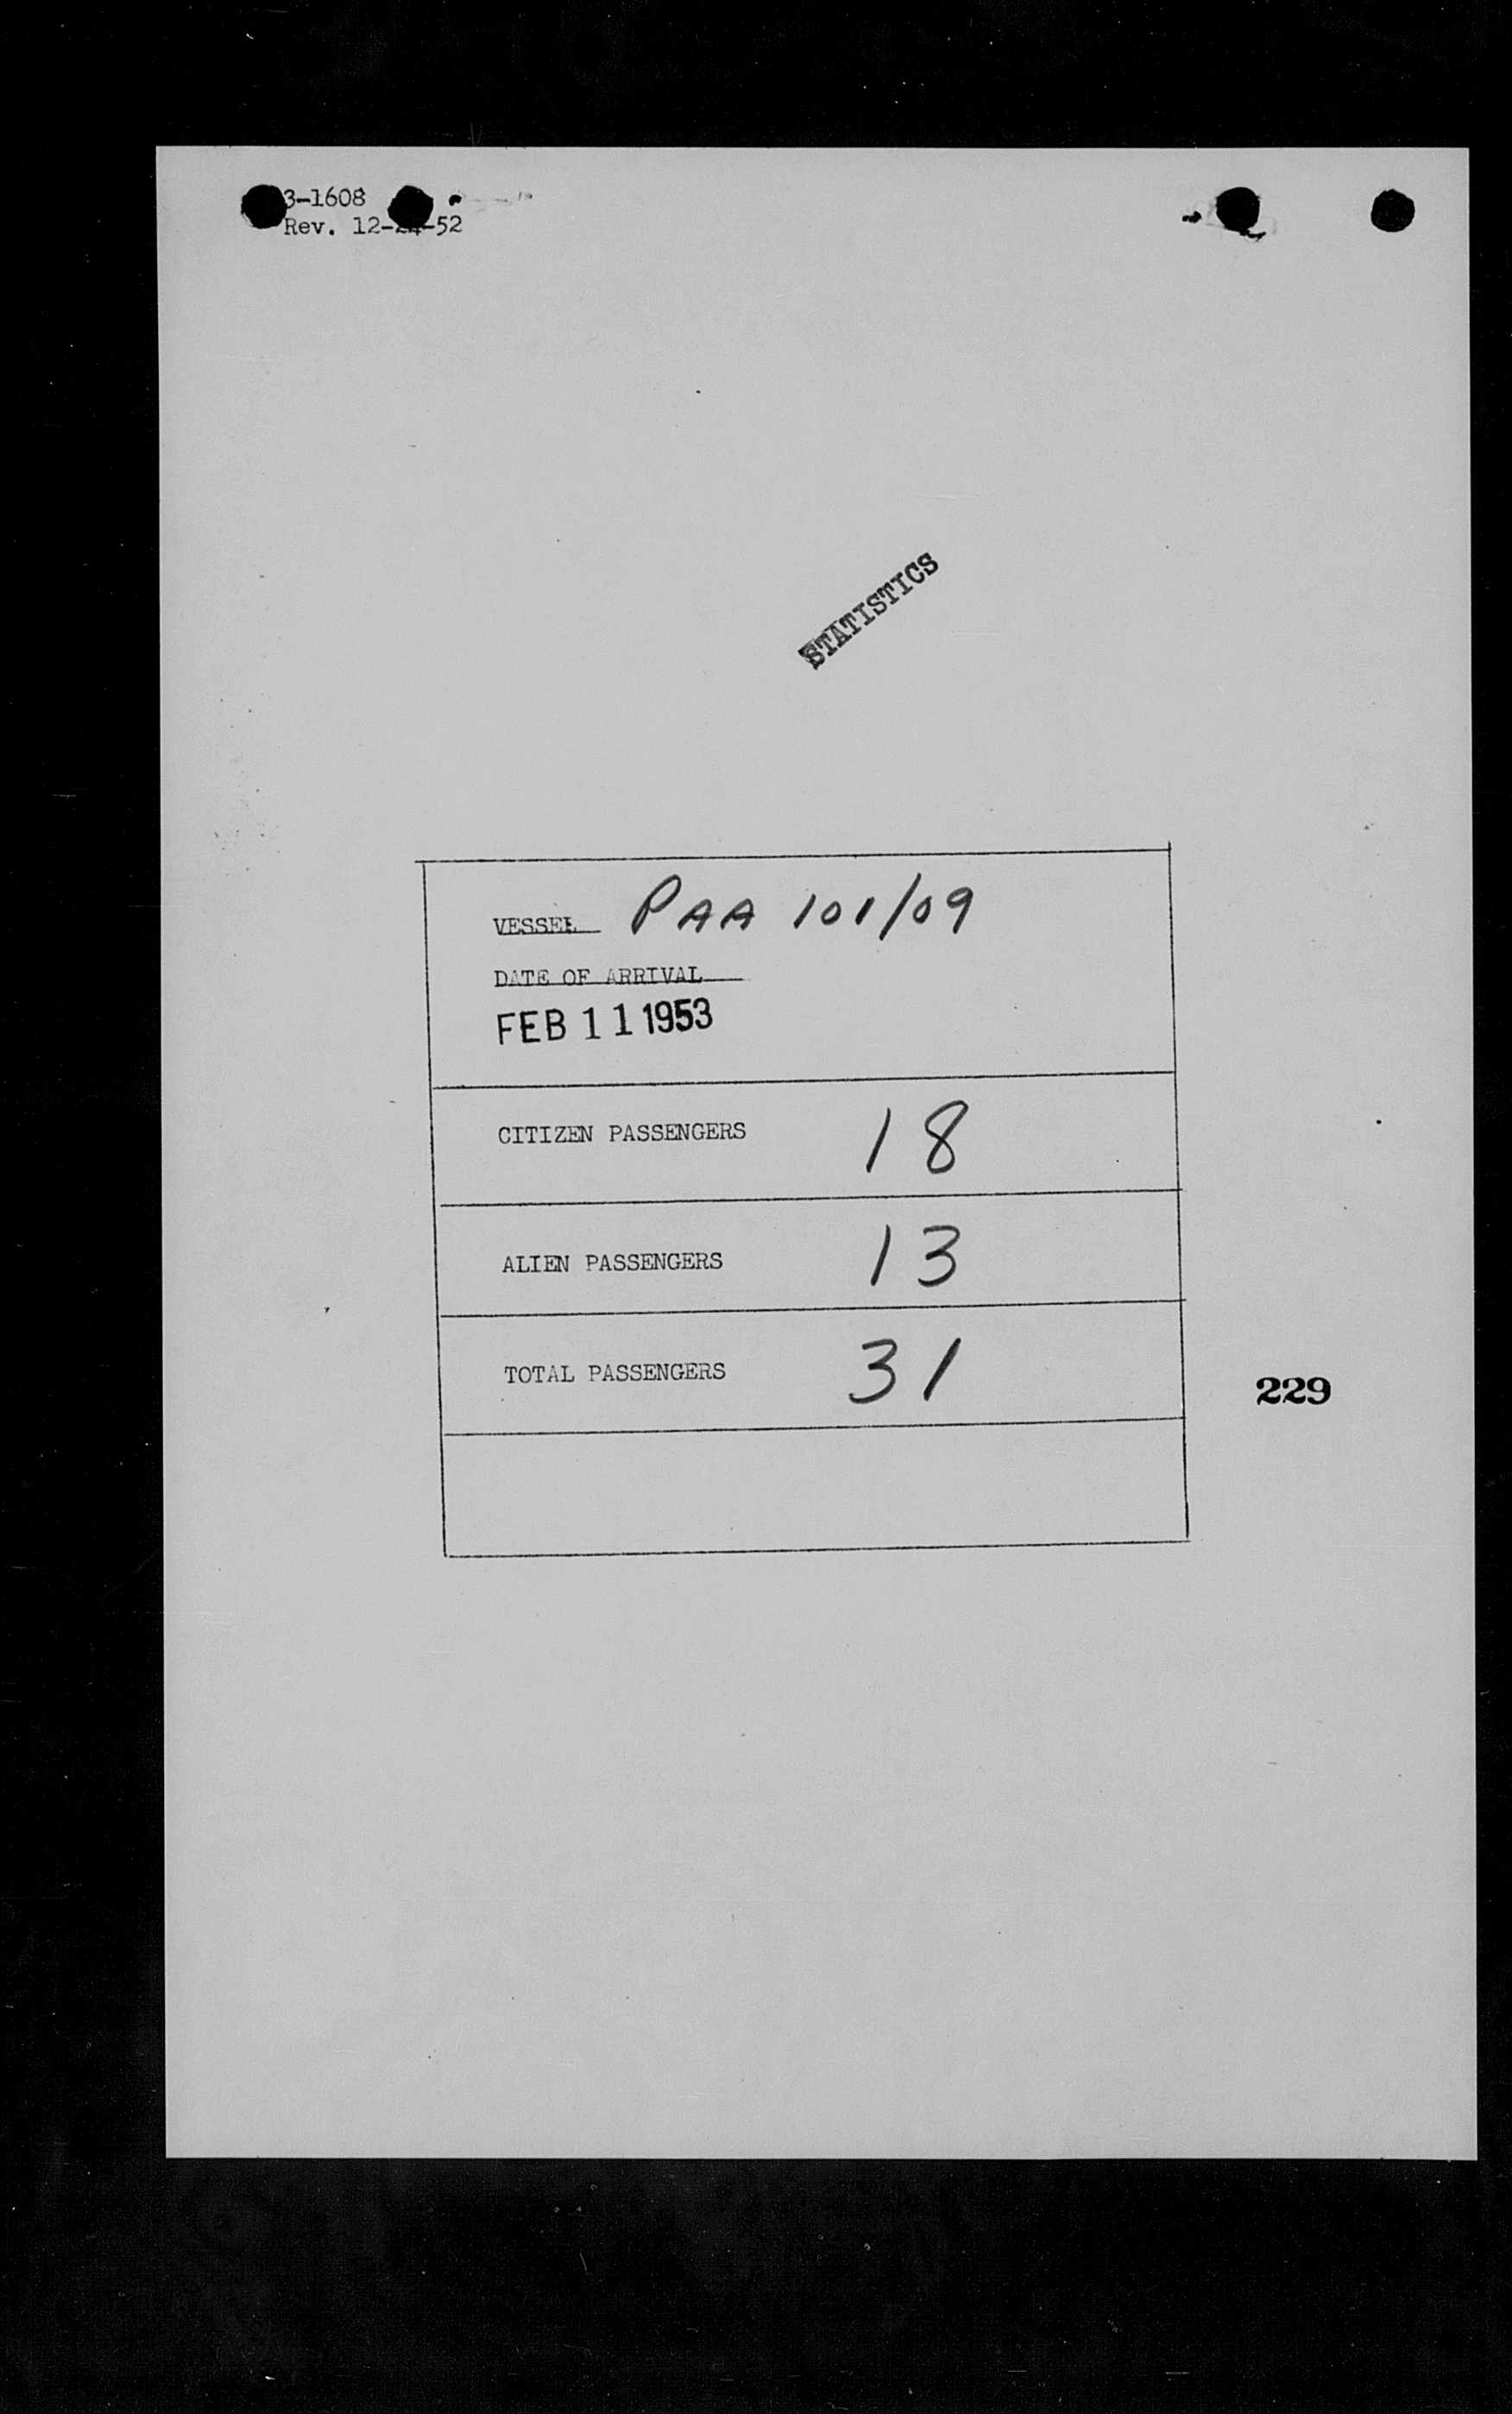 3-1608
Rev. 12-24-52
STATISTICS
VESSEL PAA 101/09
DATE OF ARRIVAL
FEB 11 1953
CITIZEN PASSENGERS 18
ALIEN PASSENGERS 13
TOTAL PASSENGERS 31
229